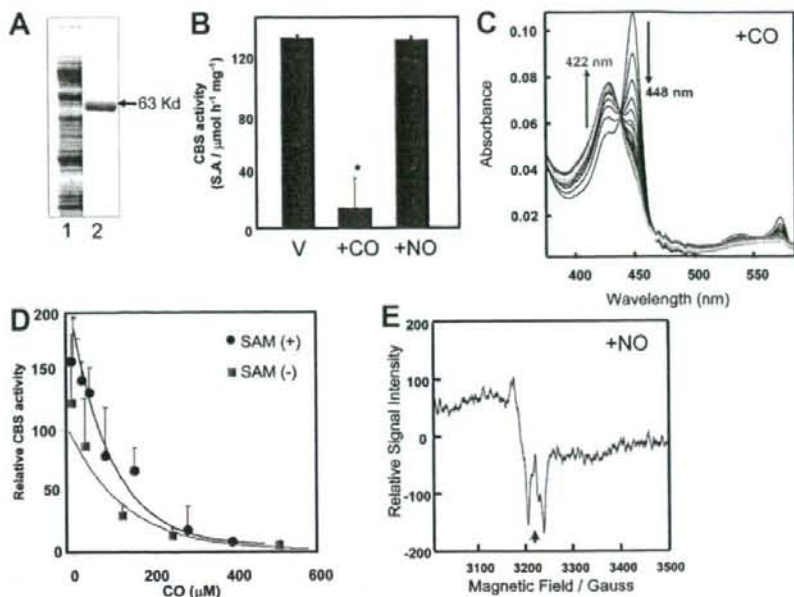 A
63 Kd
1 2
B
CBS activity
(S.A / μmol h⁻¹ mg⁻¹)
120
80
40
0
V +CO +NO
*
C
+CO
422 nm
448 nm
Absorbance
0.10
0.08
0.06
0.04
0.02
400 450 500 550
Wavelength (nm)
D
SAM (+)
SAM (-)
Relative CBS activity
200
150
100
50
0
0 200 400 600
CO (μM)
E
+NO
Relative Signal Intensity
200
100
0
-100
-200
3100 3200 3300 3400 3500
Magnetic Field / Gauss